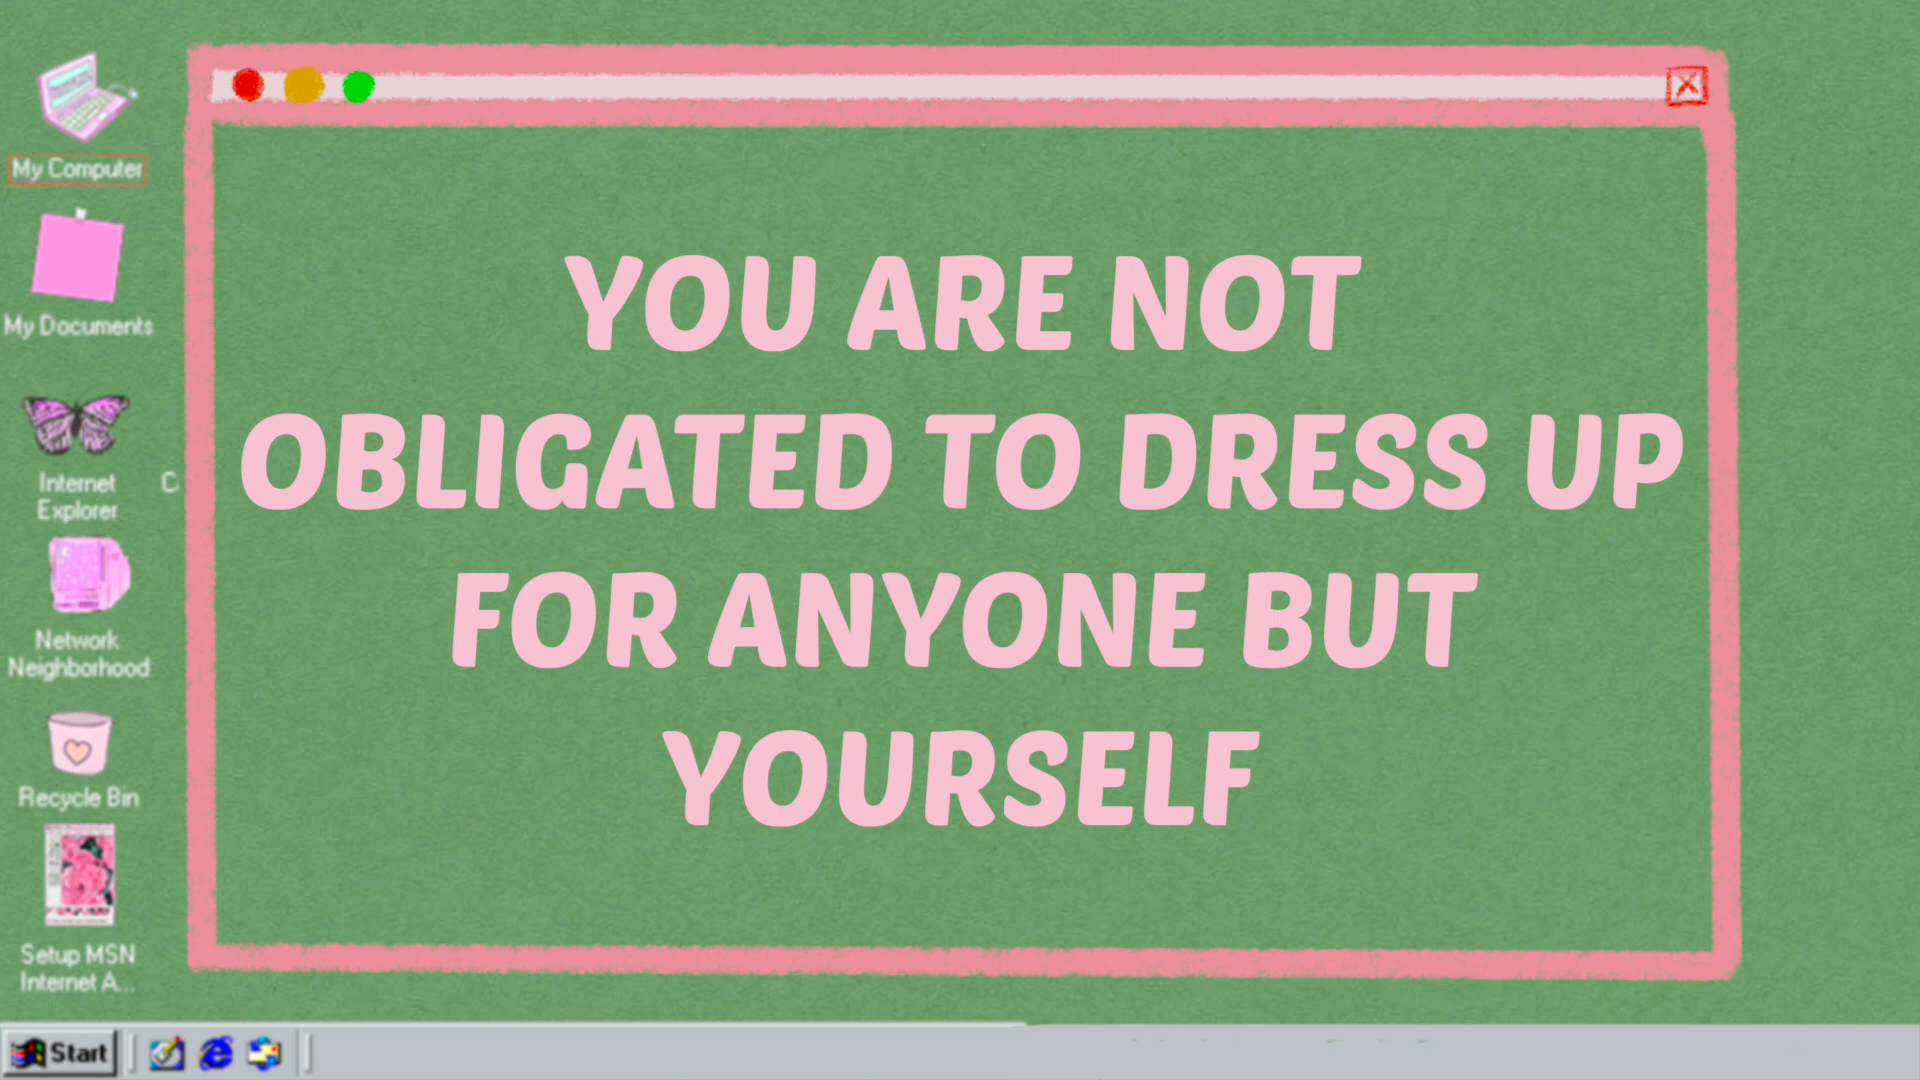 My Computer
My Documents
Internet
Explorer
Network
Neighborhood
Recycle Bin
Setup MSN
Internet A...
YOU ARE NOT
OBLIGATED TO DRESS UP
FOR ANYONE BUT
YOURSELF
Start